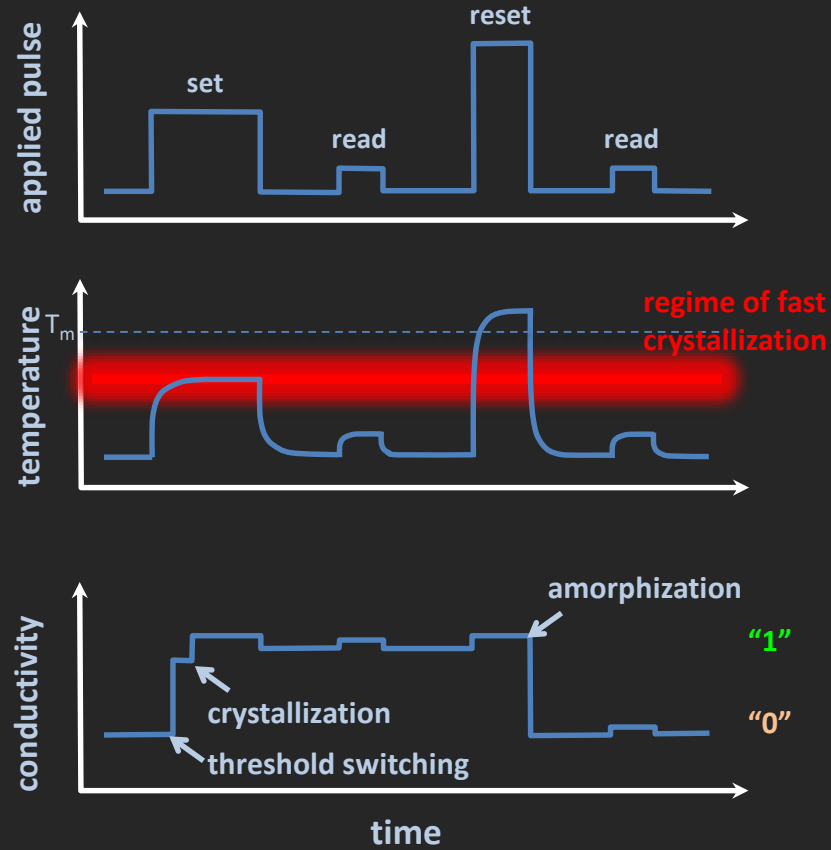 applied pulse
set
read
reset
read
temperature
Tm
regime of fast
crystallization
conductivity
amorphization
“1”
crystallization
“0”
threshold switching
time